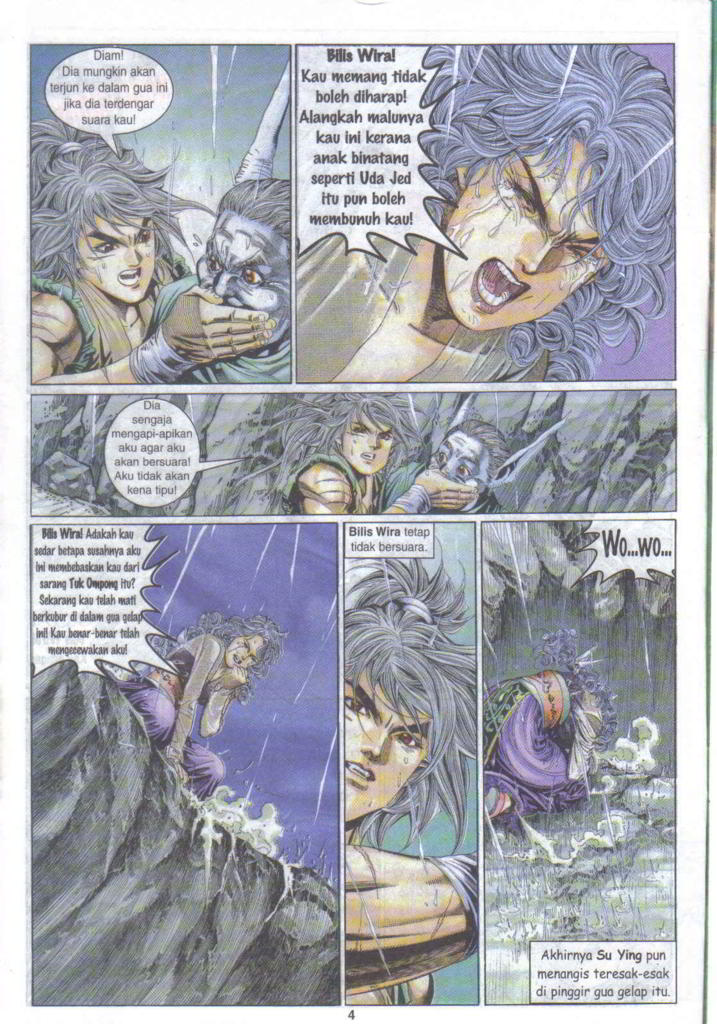 Diam!
Dia mungkin akan
terjun ke dalam gua ini
jika dia terdengar
suara kau!
Bilis Wira!
Kau memang tidak
boleh diharap!
Alangkah malunya
kau ini kerana
anak binatang
seperti Uda Jed
itu pun boleh
membunuh kau!
Dia
sengaja
mengapi-apikan
aku agar aku
akan bersuara!
Aku tidak akan
kena tipu!
Bilis Wira! Adakah kau
sedar betapa susahnya aku
ini membebaskan kau dari
sarang Tuk Ompong itu?
Sekarang kau telah mati
berkubur di dalam gua gelap
ini! Kau benar-benar telah
mengecewakan aku!
Bilis Wira tetap
tidak bersuara.
Wo...wo...
Akhirnya Su Ying pun
menangis teresak-esak
di pinggir gua gelap itu.
4